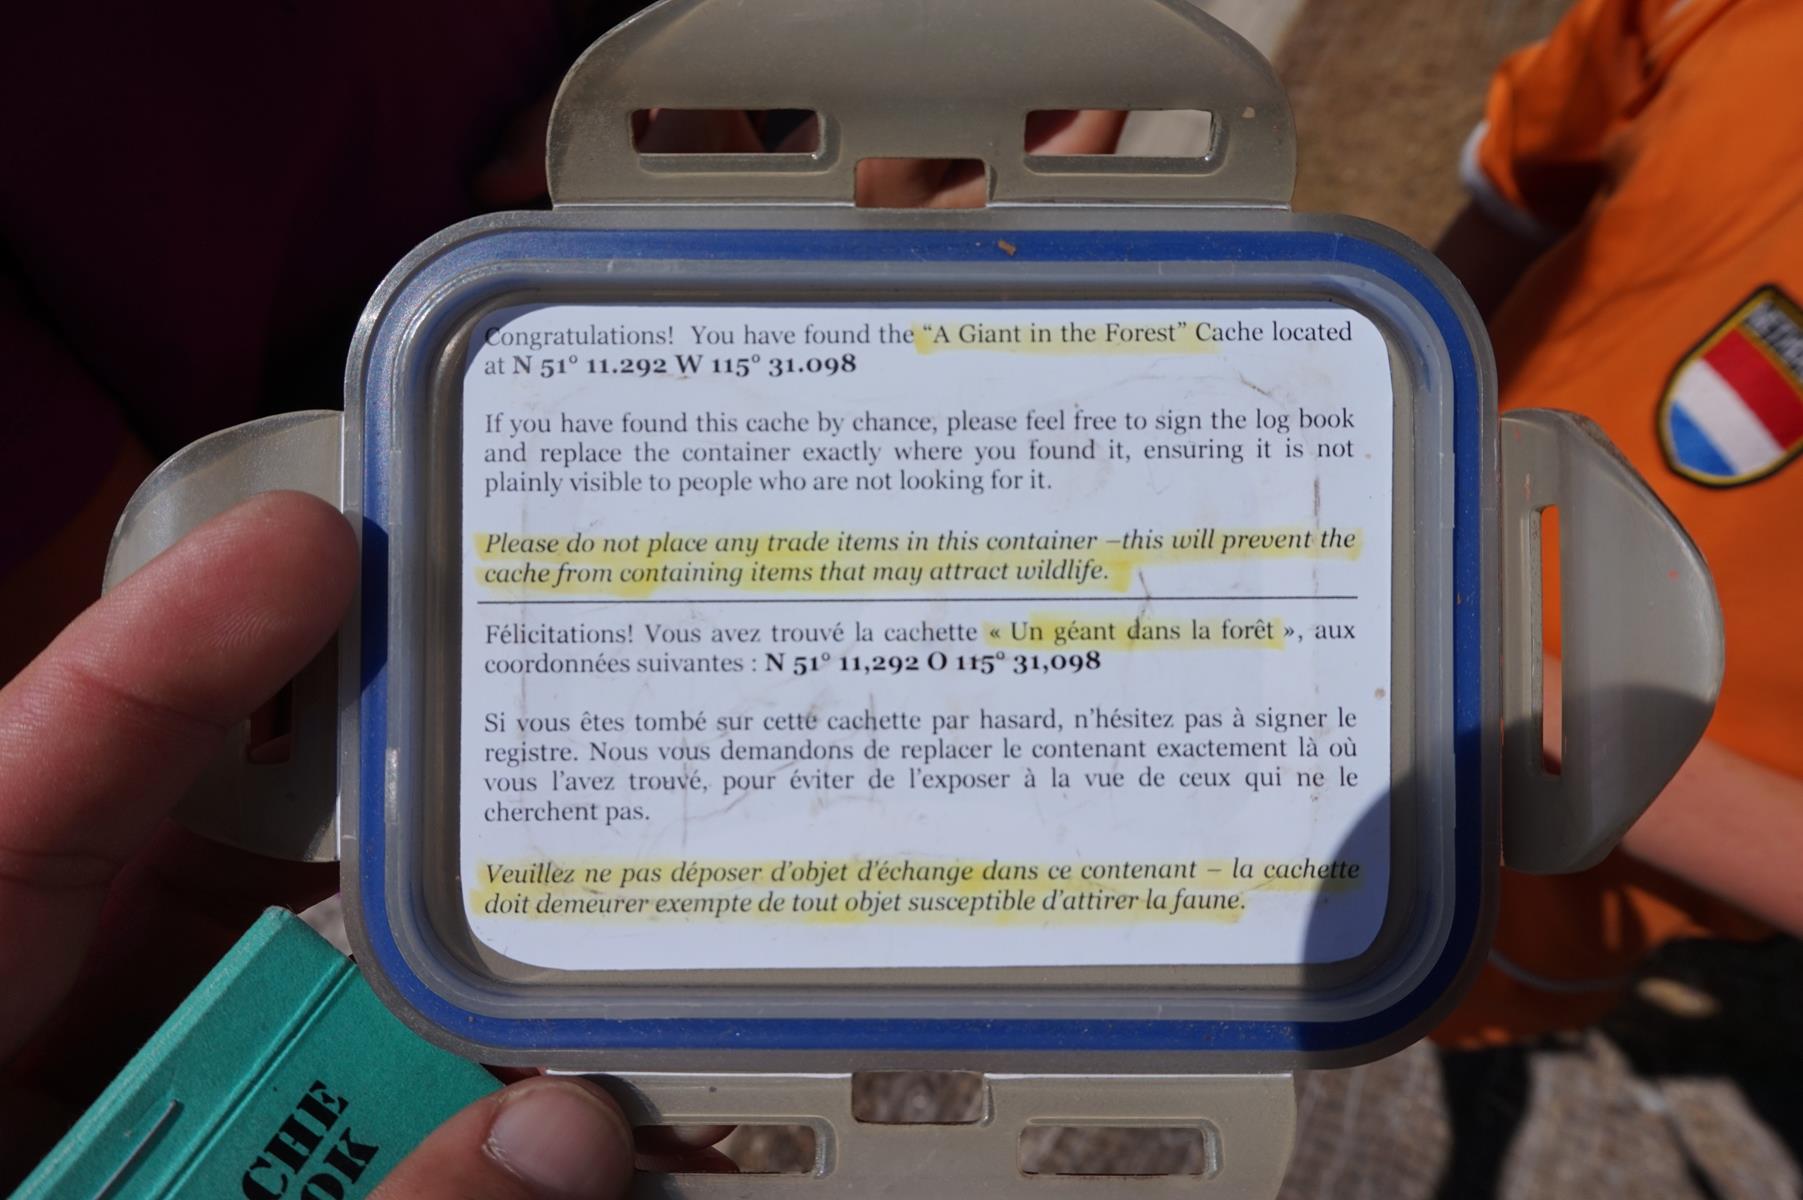 Congratulations!  You have found the “A Giant in the Forest” Cache located
at N 51° 11.292 W 115° 31.098
If you have found this cache by chance, please feel free to sign the log book
and replace the container exactly where you found it, ensuring it is not
plainly visible to people who are not looking for it.
Please do not place any trade items in this container –this will prevent the
cache from containing items that may attract wildlife.
Félicitations! Vous avez trouvé la cachette « Un géant dans la forêt », aux
coordonnées suivantes : N 51° 11,292 O 115° 31,098
Si vous êtes tombé sur cette cachette par hasard, n’hésitez pas à signer le
registre. Nous vous demandons de replacer le contenant exactement là où
vous l’avez trouvé, pour éviter de l’exposer à la vue de ceux qui ne le
cherchent pas.
Veuillez ne pas déposer d’objet d’échange dans ce contenant – la cachette
doit demeurer exempte de tout objet susceptible d’attirer la faune.
CHE
OK